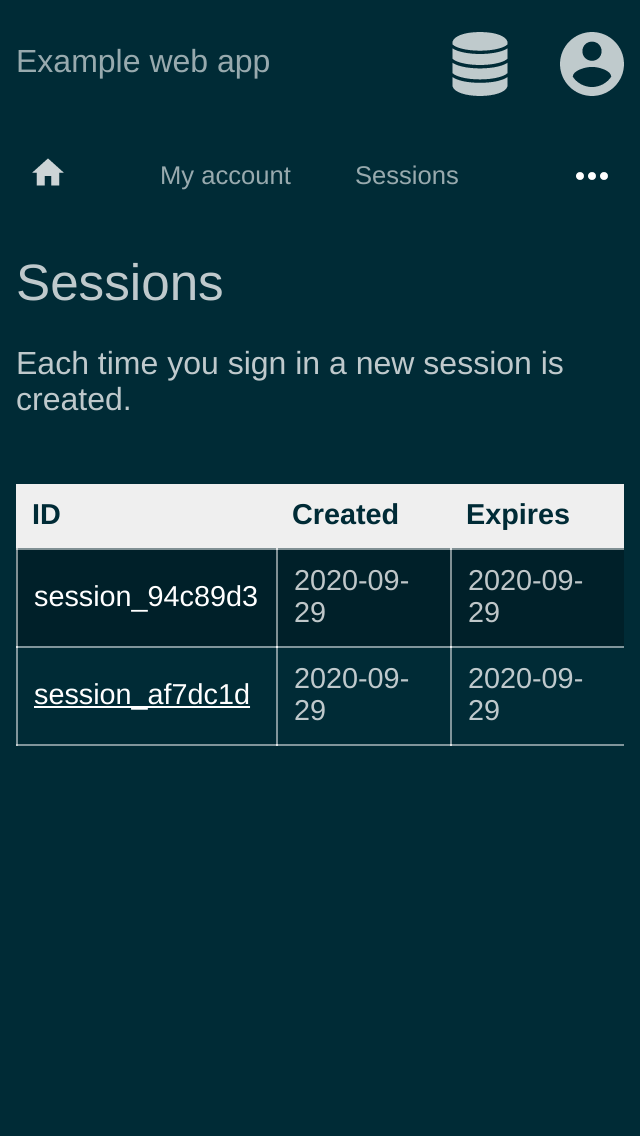 Example web app
My account Sessions
Sessions
Each time you sign in a new session is
created.
ID Created Expires
session_94c89d3 2020-09-29 2020-09-29
session_af7dc1d 2020-09-29 2020-09-29